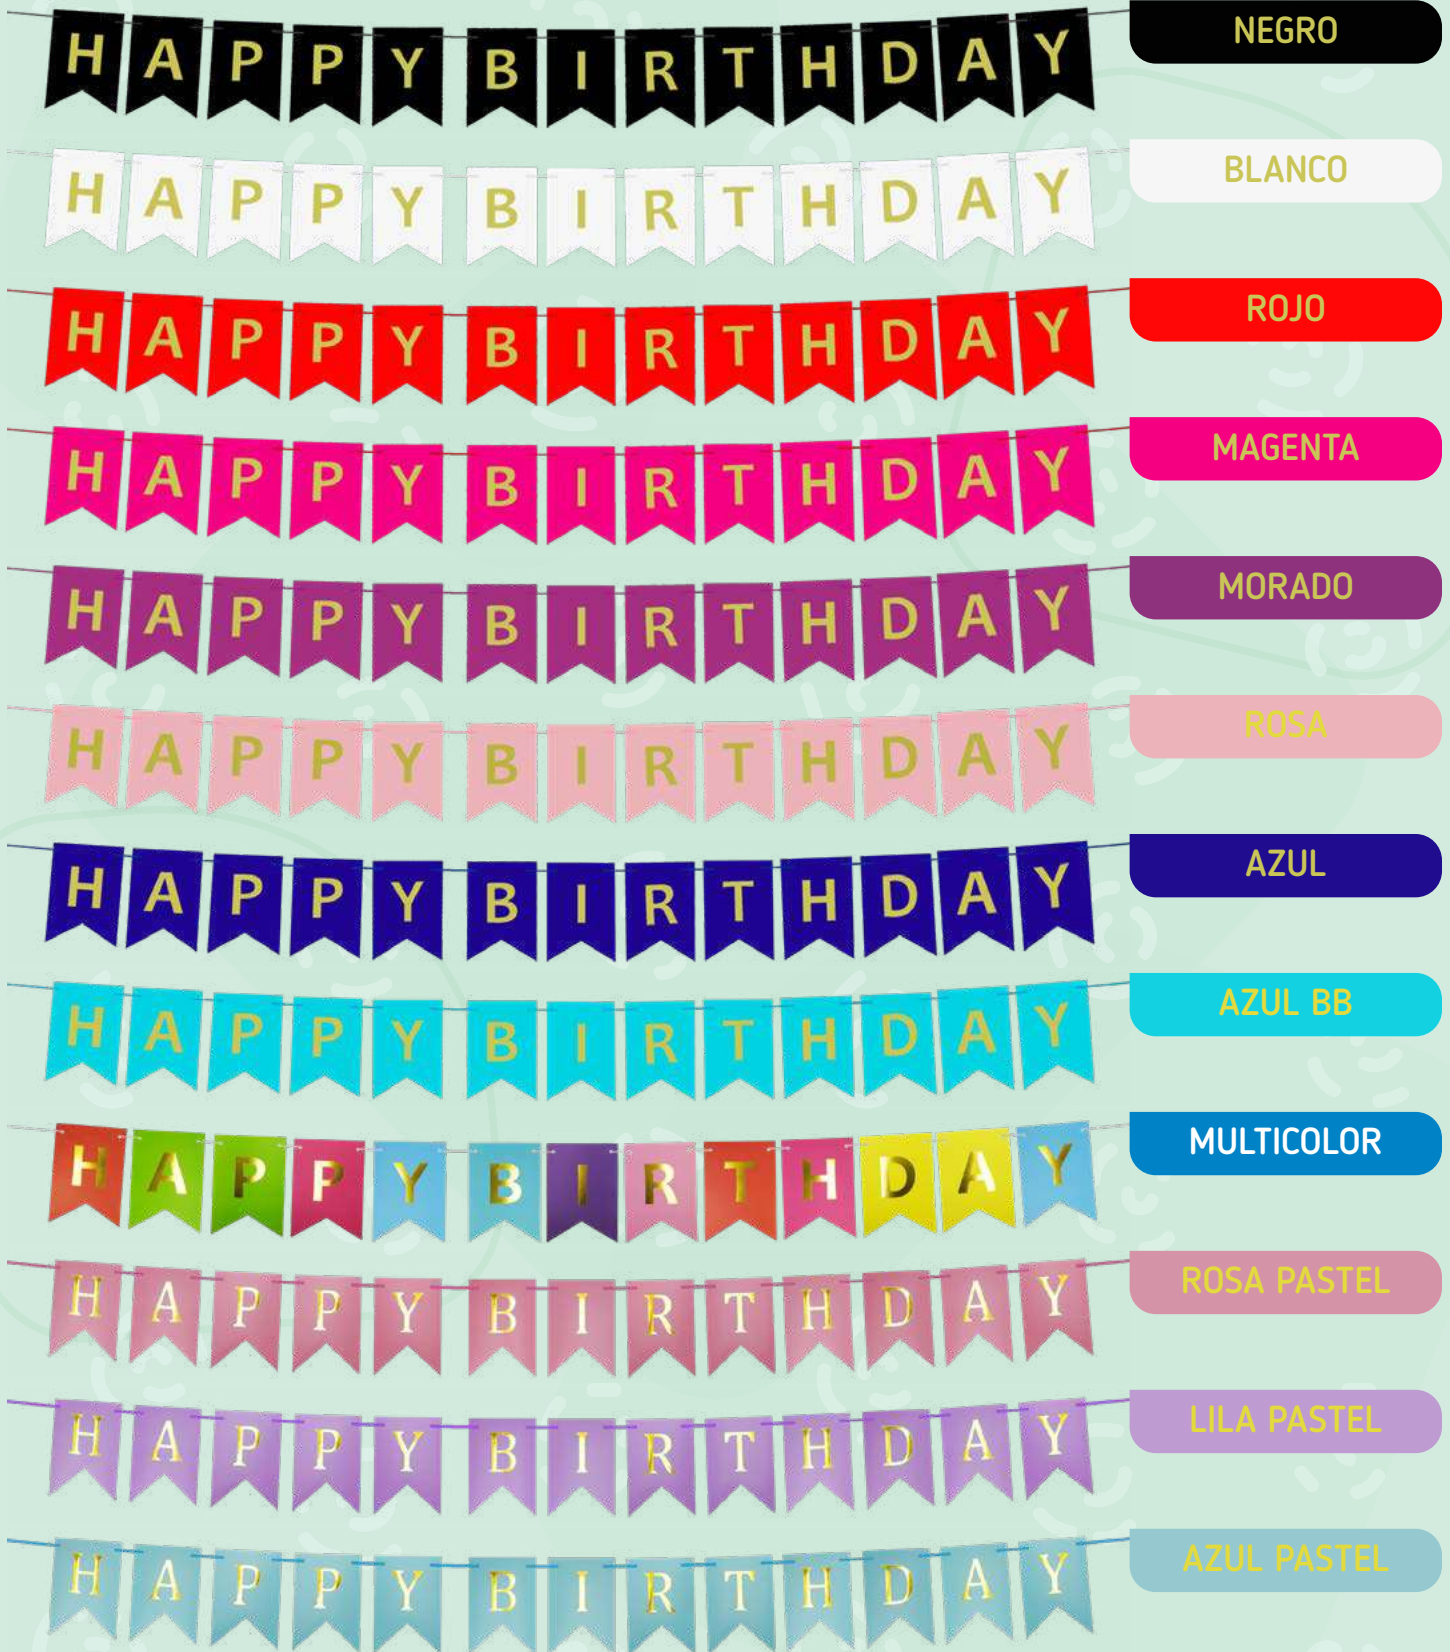 HAPPY BIRTHDAY NEGRO
HAPPY BIRTHDAY BLANCO
HAPPY BIRTHDAY ROJO
HAPPY BIRTHDAY MAGENTA
HAPPY BIRTHDAY MORADO
HAPPY BIRTHDAY ROSA
HAPPY BIRTHDAY AZUL
HAPPY BIRTHDAY AZUL BB
HAPPY BIRTHDAY MULTICOLOR
HAPPY BIRTHDAY ROSA PASTEL
HAPPY BIRTHDAY LILA PASTEL
HAPPY BIRTHDAY AZUL PASTEL